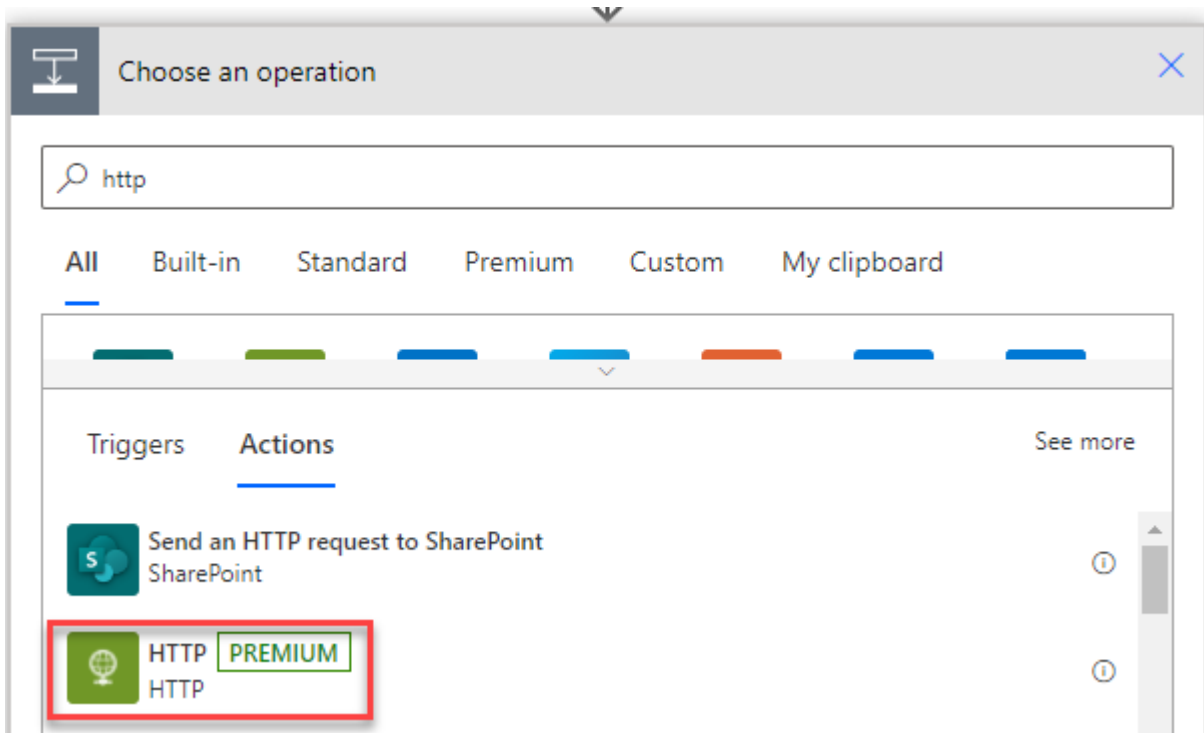 Choose an operation
http
All Built-in Standard Premium Custom My clipboard
Triggers Actions See more
Send an HTTP request to SharePoint
SharePoint
HTTP PREMIUM
HTTP